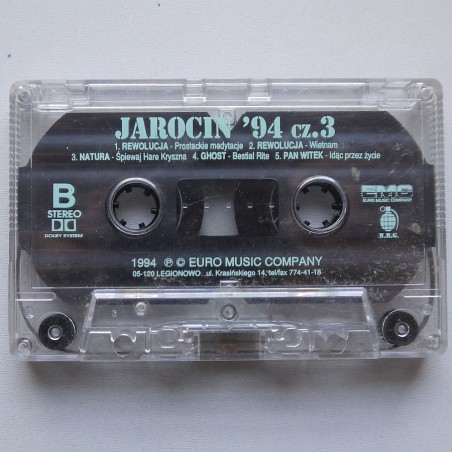 JAROCIN '94 cz.3
1. REWOLUCJA - Prostackie medytacje 2. REWOLUCJA - Wietnam
3. NATURA - Śpiewaj Hare Kryszna 4. GHOST - Bestial Rite 5. PAN WITEK - Idąc przez życie
B
STEREO
DOLBY SYSTEM
EMC
EURO MUSIC COMPANY
N.R.G.
1994 ℗ © EURO MUSIC COMPANY
05-120 LEGIONOWO ul. Krasińskiego 14, tel/fax 774-41-18